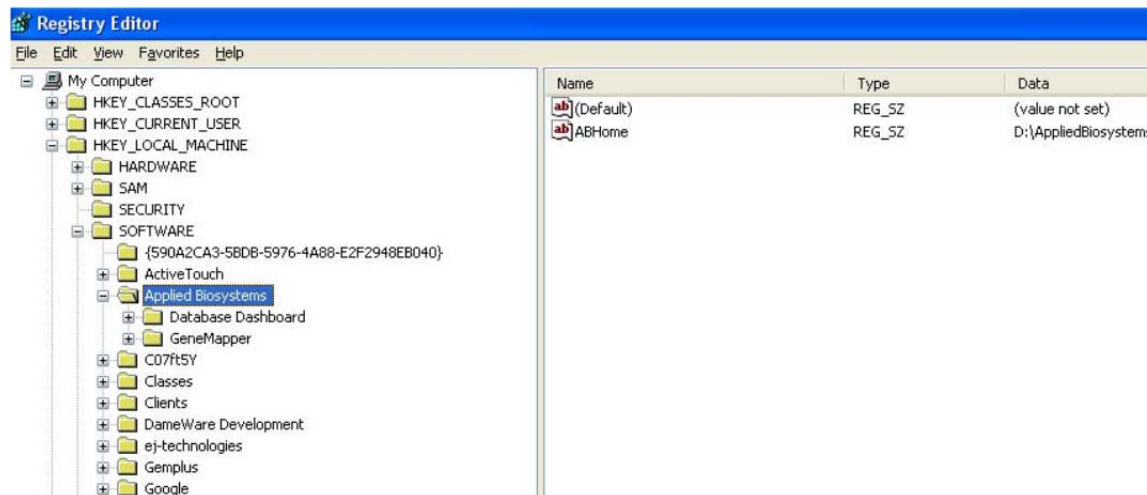 Registry Editor
File Edit View Favorites Help
My Computer
HKEY_CLASSES_ROOT
HKEY_CURRENT_USER
HKEY_LOCAL_MACHINE
HARDWARE
SAM
SECURITY
SOFTWARE
{590A2CA3-5BDB-5976-4A88-E2F2948EB040}
ActiveTouch
Applied Biosystems
Database Dashboard
GeneMapper
C07ft5Y
Classes
Clients
DameWare Development
ej-technologies
Gemplus
Google
Name Type Data
ab (Default) REG_SZ (value not set)
ab ABHome REG_SZ D:\AppliedBiosystems